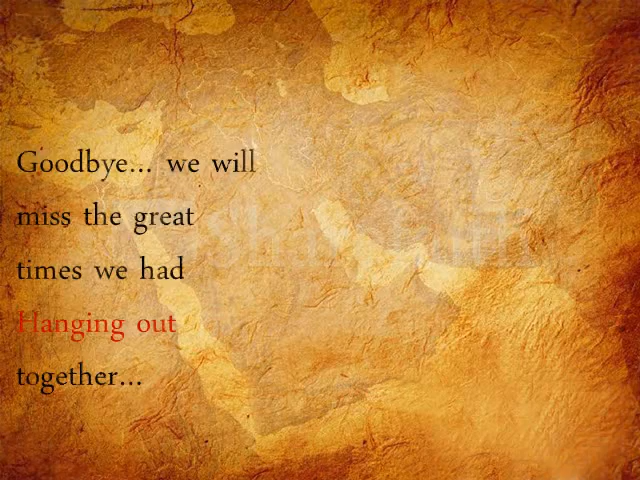 Goodbye... we will
miss the great
times we had
Hanging out
together...